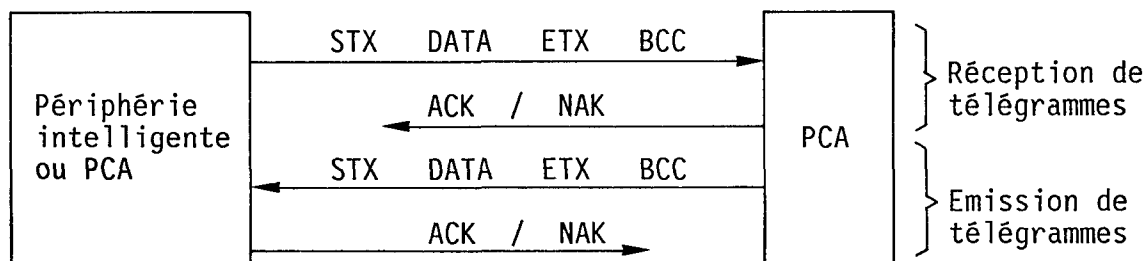 STX DATA ETX BCC
Périphérie
intelligente
ou PCA
ACK / NAK
STX DATA ETX BCC
ACK / NAK
PCA
Réception de
télégrammes
Emission de
télégrammes